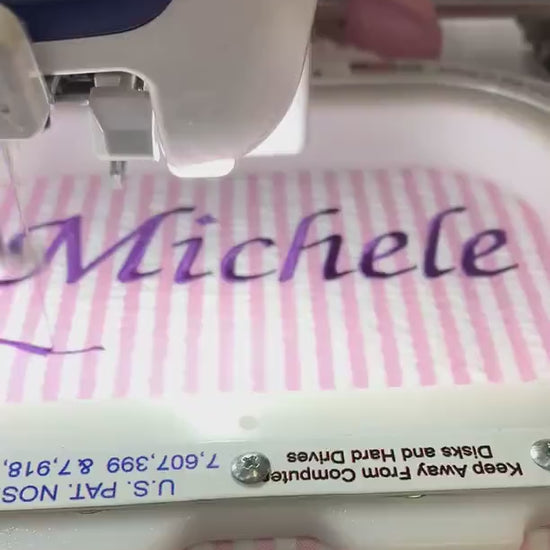 Michele
Keep Away From Computer
Disks and Hard Drives
U.S. PAT. NOS
7,607,399 & 7,918,